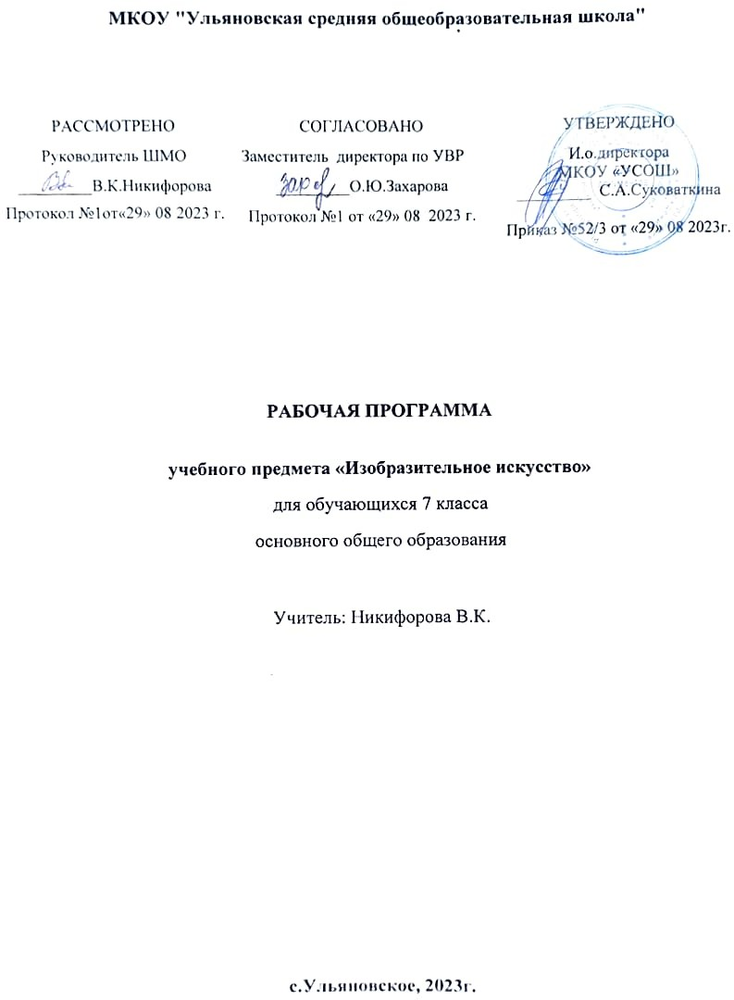 МКОУ "Ульяновская средняя общеобразовательная школа"
РАССМОТРЕНО
Руководитель ШМО
_________В.К.Никифорова
Протокол №1от«29» 08 2023 г.
СОГЛАСОВАНО
Заместитель директора по УВР
_________О.Ю.Захарова
Протокол №1 от «29» 08 2023 г.
УТВЕРЖДЕНО
И.о.директора
МКОУ «УСОШ»
_________ С.А.Суковаткина
Приказ №52/3 от «29» 08 2023г.
РАБОЧАЯ ПРОГРАММА
учебного предмета «Изобразительное искусство»
для обучающихся 7 класса
основного общего образования
Учитель: Никифорова В.К.
с.Ульяновское, 2023г.